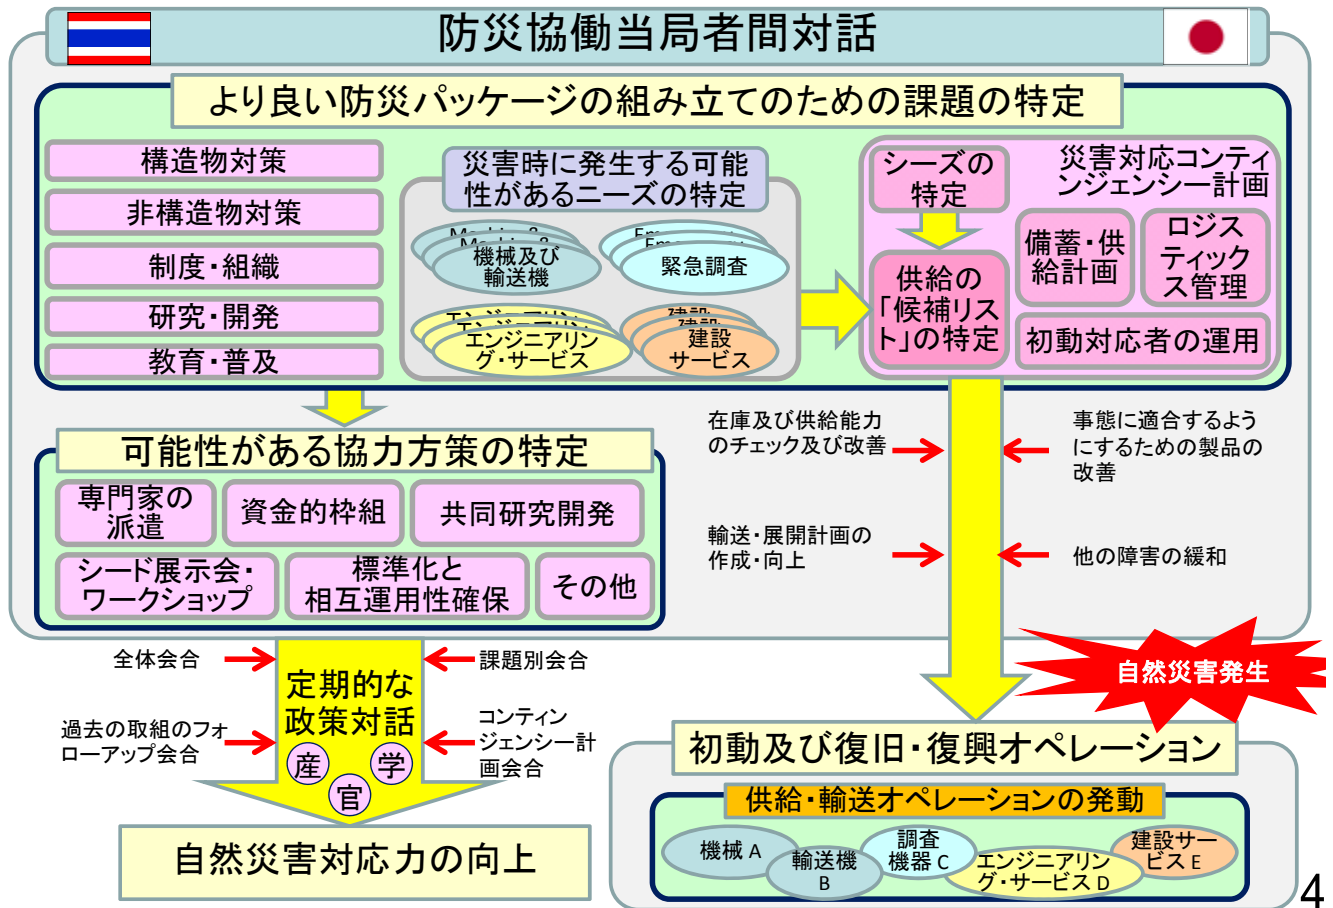 防災協働当局者間対話
より良い防災パッケージの組み立てのための課題の特定
構造物対策
非構造物対策
制度・組織
研究・開発
教育・普及
災害時に発生する可能
性があるニーズの特定
機械及び
輸送機
緊急調査
エンジニアリン
グ・サービス
建設
建設
サービス
シーズの
特定
供給の
「候補リス
ト」の特定
災害対応コンティ
ンジェンシー計画
備蓄・供
給計画
ロジス
ティック
ス管理
初動対応者の運用
可能性がある協力方策の特定
専門家の
派遣
資金的枠組
共同研究開発
シード展示会・
ワークショップ
標準化と
相互運用性確保
その他
在庫及び供給能力
のチェック及び改善
事態に適合するよう
にするための製品の
改善
輸送・展開計画の
作成・向上
他の障害の緩和
全体会合
課題別会合
過去の取組のフォ
ローアップ会合
コンティン
ジェンシー計
画会合
定期的な
政策対話
産
官
学
自然災害対応力の向上
自然災害発生
初動及び復旧・復興オペレーション
供給・輸送オペレーションの発動
機械 A
輸送機
B
調査
機器 C
エンジニアリン
グ・サービス D
建設サー
ビス E
4